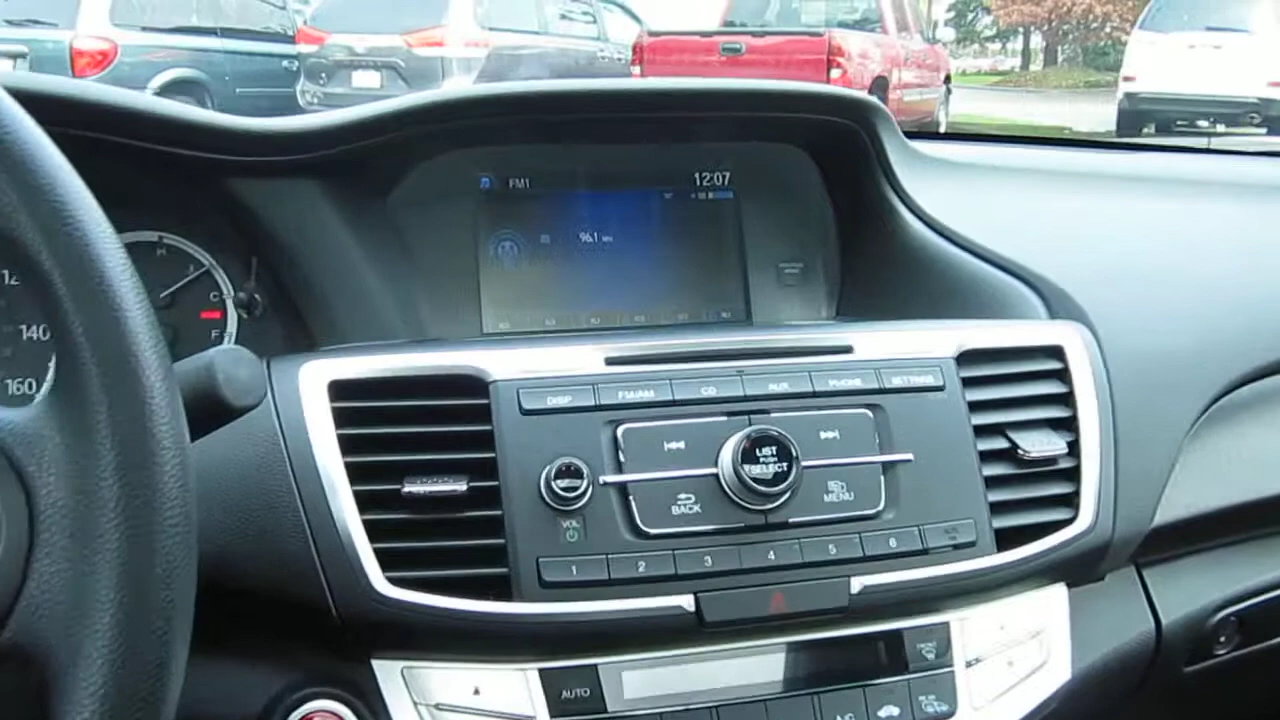 FM1
12:07
96.1
H
C
F
12
140
160
DISP
FM/AM
CD
AUX
PHONE
SETTINGS
LIST
PUSH
SELECT
BACK
MENU
VOL
1
2
3
4
5
6
AUTO
A/C